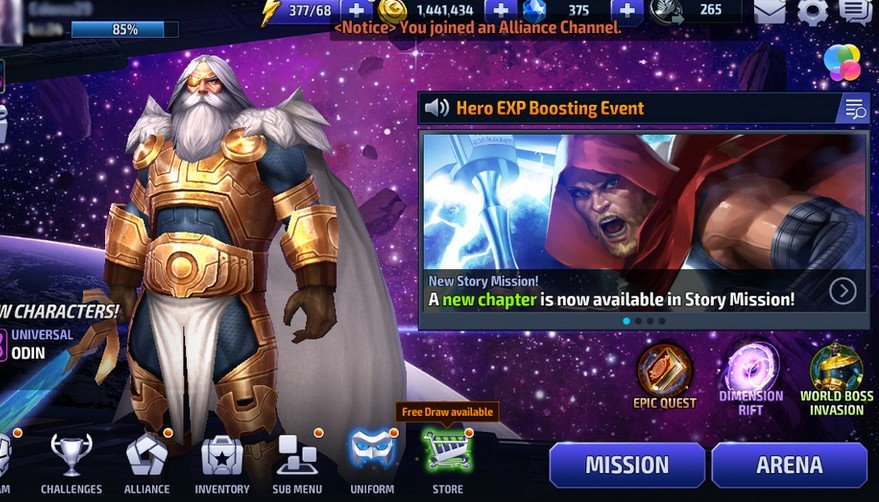 377/68
1,441,434
375
265
85%
<Notice> You joined an Alliance Channel.
Hero EXP Boosting Event
New Story Mission!
A new chapter is now available in Story Mission!
W CHARACTERS!
UNIVERSAL
ODIN
EPIC QUEST
DIMENSION
RIFT
WORLD BOSS
INVASION
Free Draw available
AM
CHALLENGES
ALLIANCE
INVENTORY
SUB MENU
UNIFORM
STORE
MISSION
ARENA